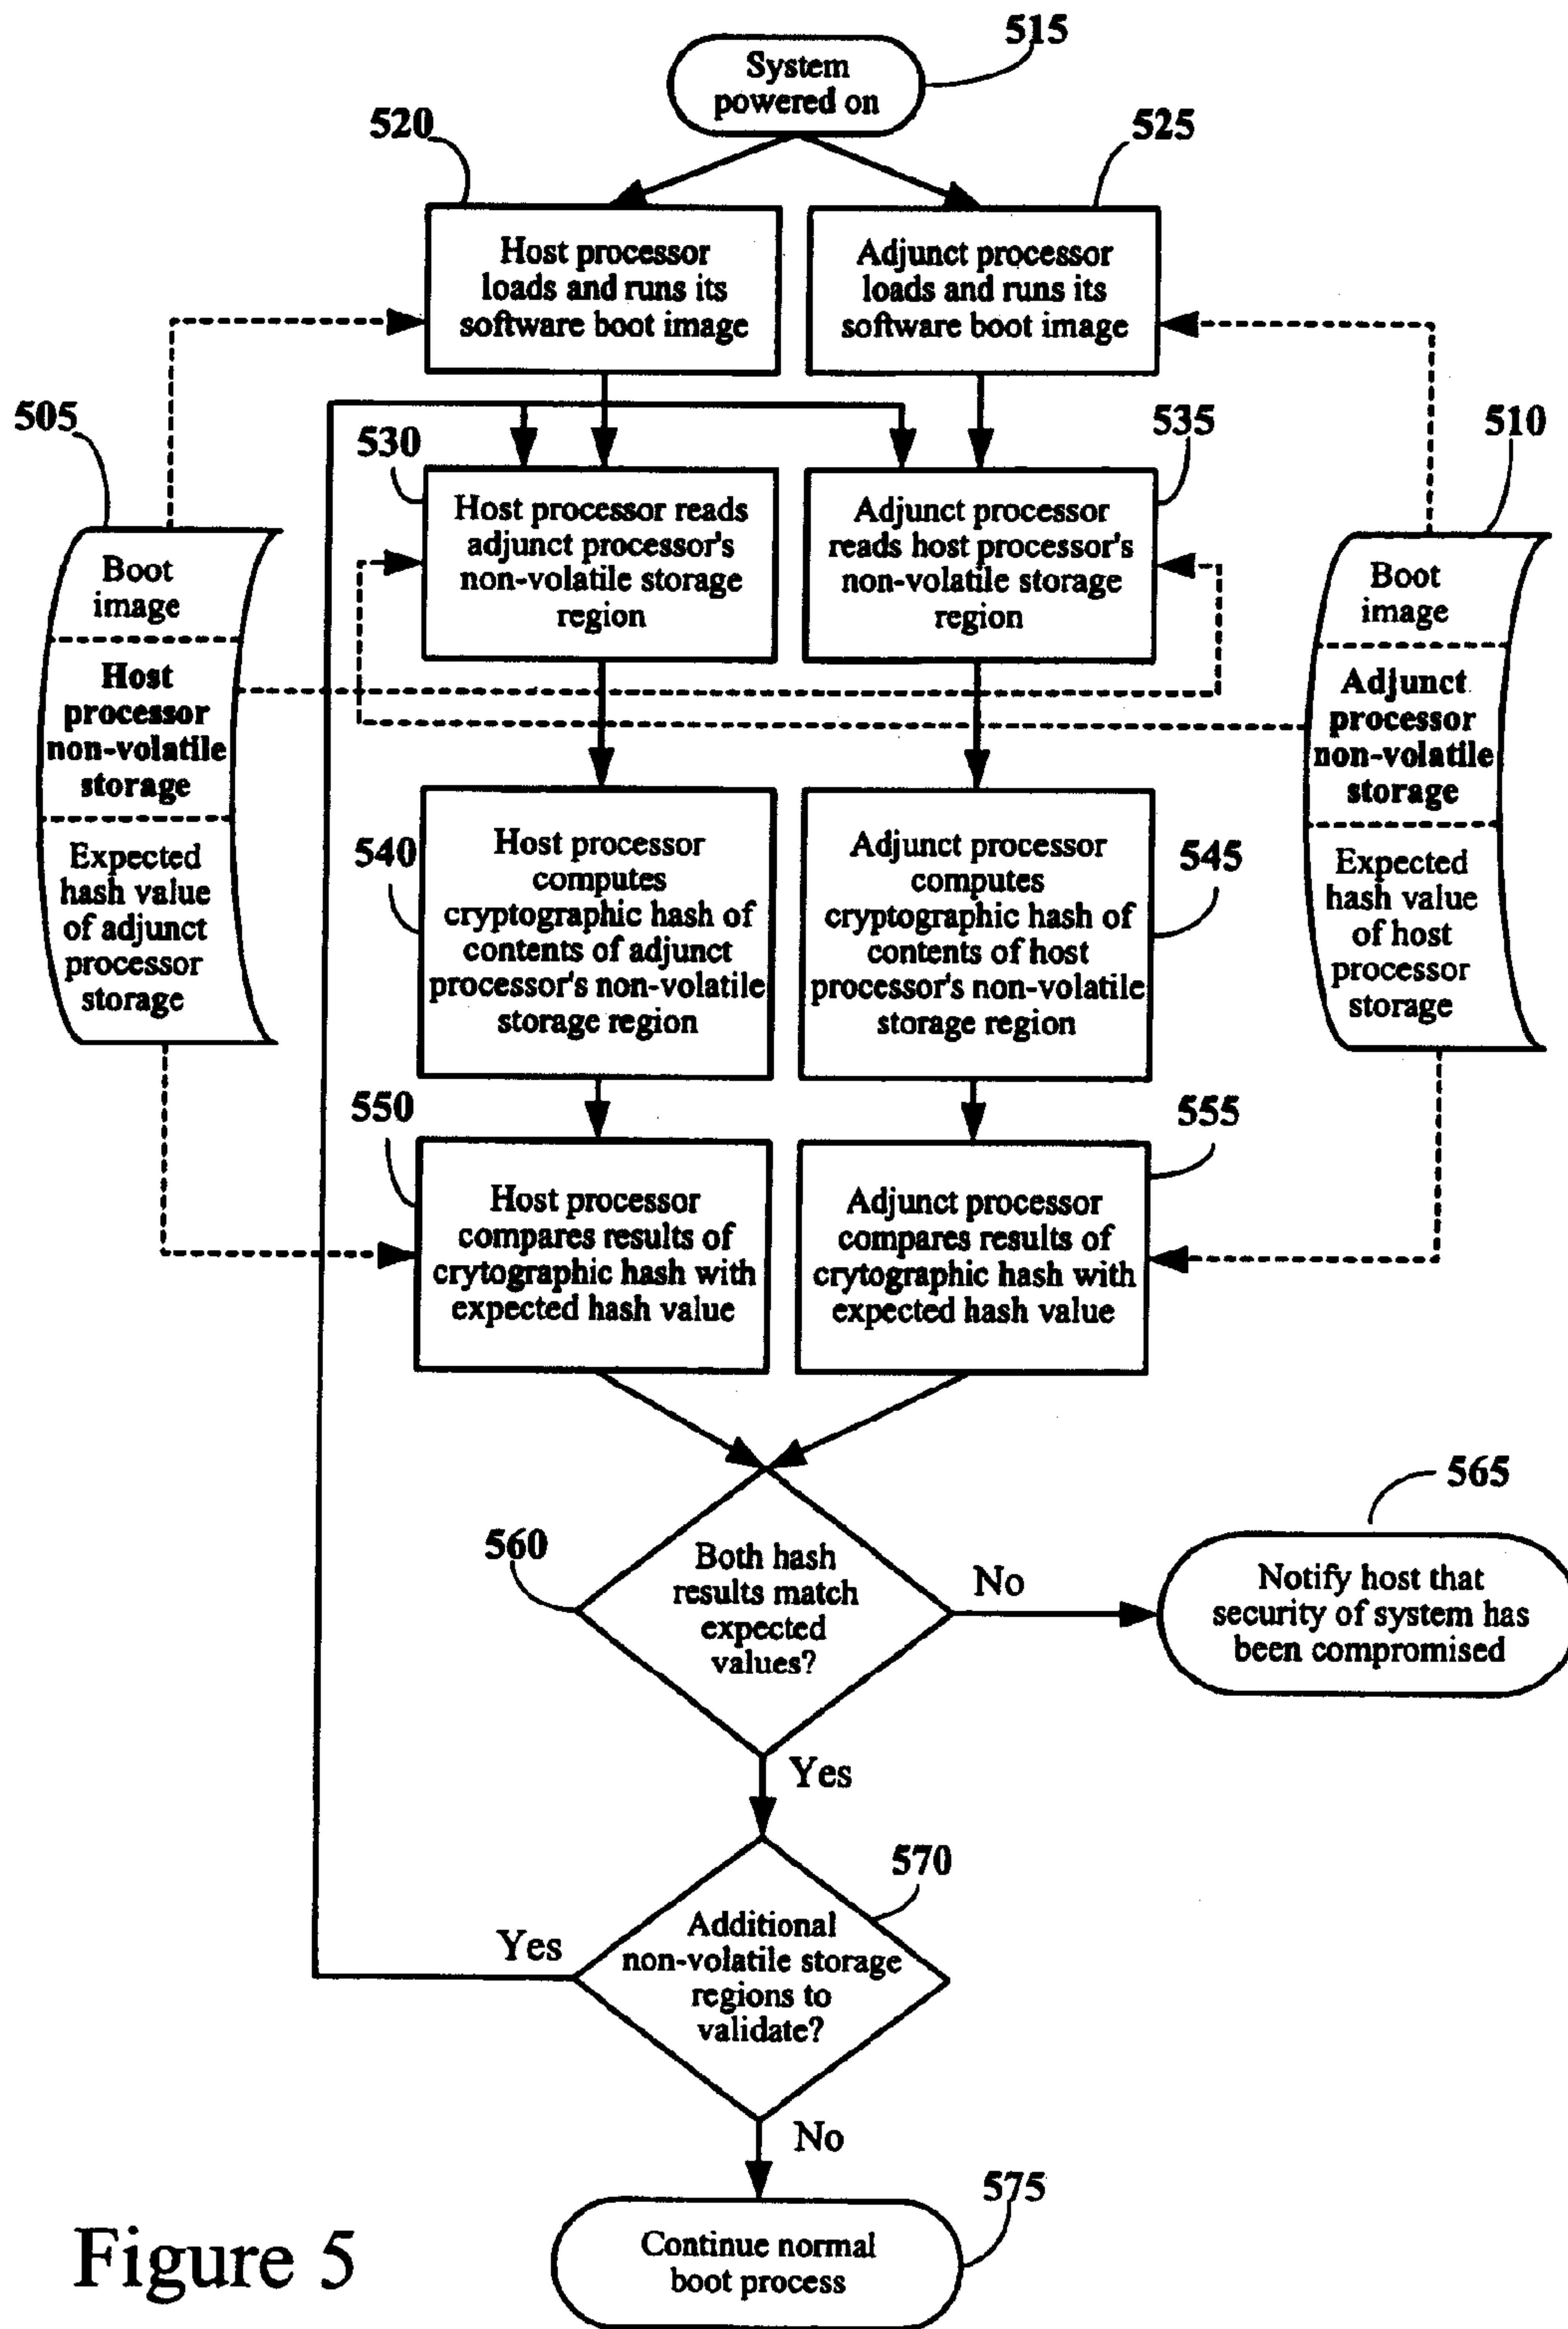 515
System
powered on
520
525
Host processor
loads and runs its
software boot image
Adjunct processor
loads and runs its
software boot image
505
530
535
510
Host processor reads
adjunct processor's
non-volatile storage
region
Adjunct processor
reads host processor's
non-volatile storage
region
Boot
image
Host
processor
non-volatile
storage
Expected
hash value
of adjunct
processor
storage
Boot
image
Adjunct
processor
non-volatile
storage
Expected
hash value
of host
processor
storage
540
Host processor
computes
cryptographic hash of
contents of adjunct
processor's non-volatile
storage region
Adjunct processor
computes
cryptographic hash of
contents of host
processor's non-volatile
storage region
545
550
555
Host processor
compares results of
crytographic hash with
expected hash value
Adjunct processor
compares results of
crytographic hash with
expected hash value
560
Both hash
results match
expected
values?
No
565
Notify host that
security of system has
been compromised
Yes
570
Additional
non-volatile storage
regions to
validate?
Yes
No
575
Continue normal
boot process
Figure 5